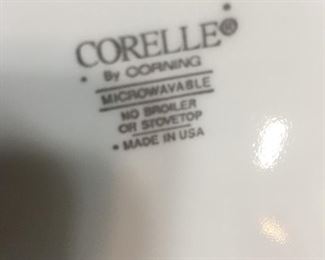 CORELLE®
By CORNING
MICROWAVABLE
NO BROILER
OR STOVETOP
• MADE IN USA